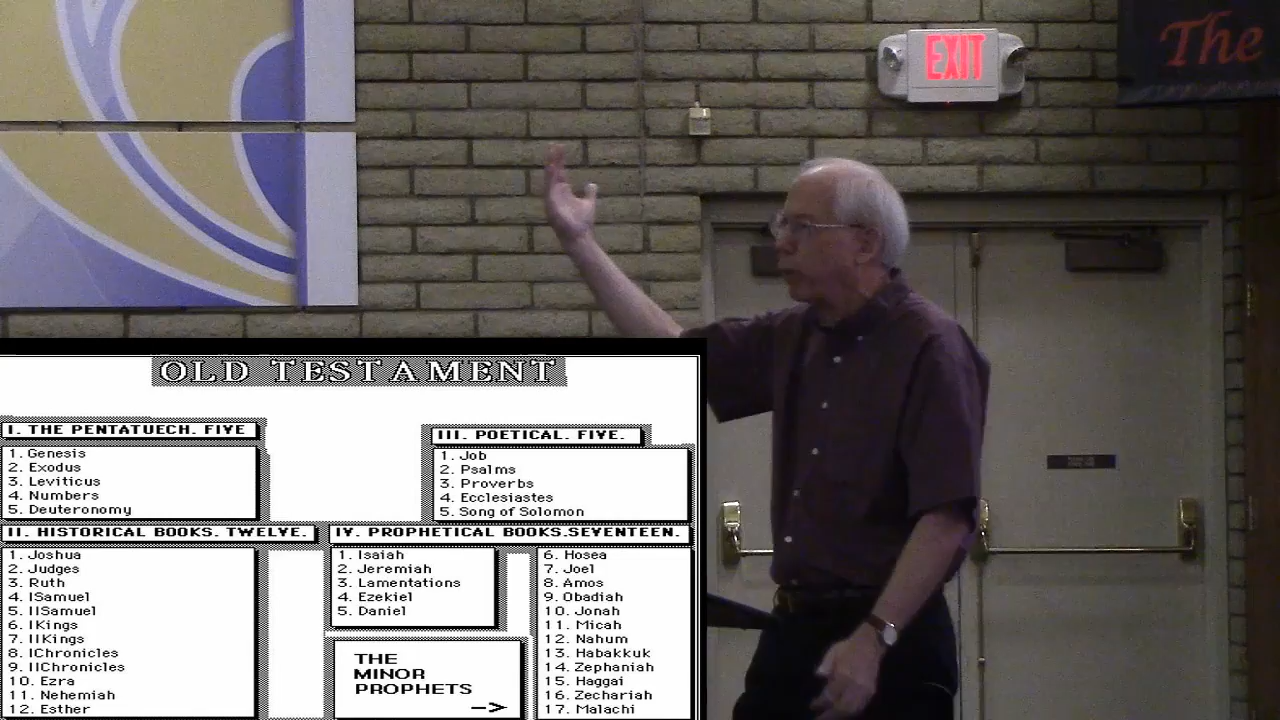 EXIT
The
OLD TESTAMENT
I. THE PENTATUECH. FIVE
1. Genesis
2. Exodus
3. Leviticus
4. Numbers
5. Deuteronomy
II. HISTORICAL BOOKS. TWELVE.
1. Joshua
2. Judges
3. Ruth
4. ISamuel
5. IISamuel
6. IKings
7. IIKings
8. IChronicles
9. IIChronicles
10. Ezra
11. Nehemiah
12. Esther
III. POETICAL. FIVE.
1. Job
2. Psalms
3. Proverbs
4. Ecclesiastes
5. Song of Solomon
IV. PROPHETICAL BOOKS.SEVENTEEN.
1. Isaiah
2. Jeremiah
3. Lamentations
4. Ezekiel
5. Daniel
THE
MINOR
PROPHETS
->
6. Hosea
7. Joel
8. Amos
9. Obadiah
10. Jonah
11. Micah
12. Nahum
13. Habakkuk
14. Zephaniah
15. Haggai
16. Zechariah
17. Malachi